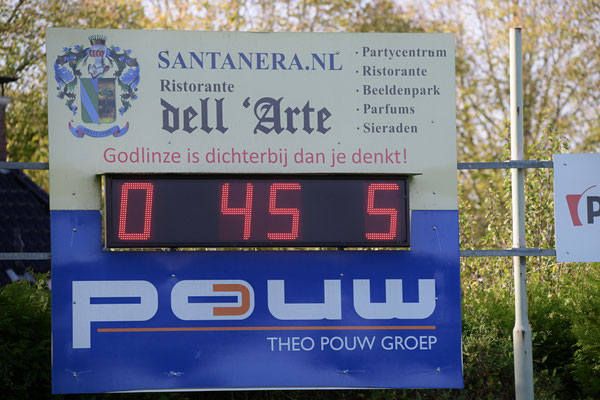 SANTANERA.NL
Ristorante
dell 'Arte
· Partycentrum
· Ristorante
· Beeldenpark
· Parfums
· Sieraden
Godlinze is dichterbij dan je denkt!
0 45 5
POUW
THEO POUW GROEP